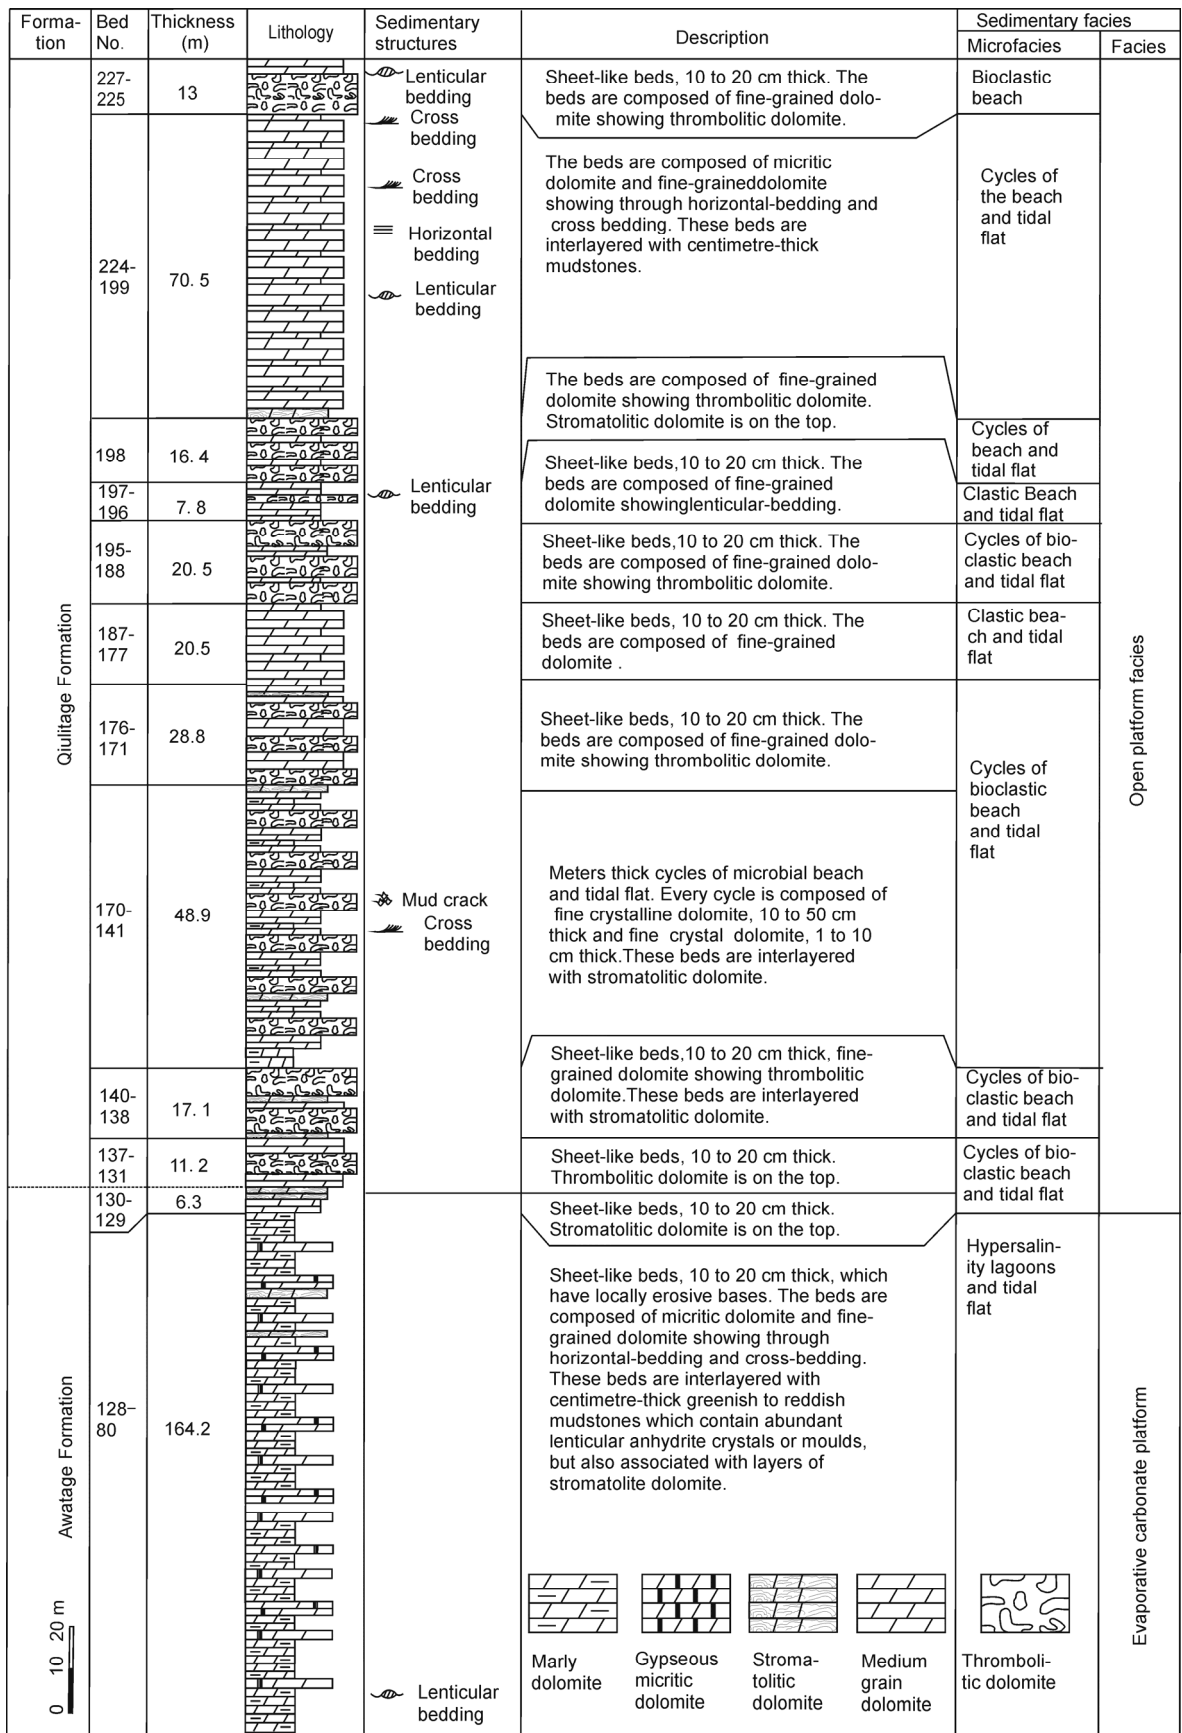 Forma-
tion
Bed
No.
Thickness
(m)
Lithology
Sedimentary
structures
Description
Sedimentary facies
Microfacies
Facies
Qiulitage Formation
Open platform facies
227-
225
13
Lenticular
bedding
Sheet-like beds, 10 to 20 cm thick. The
beds are composed of fine-grained dolo-
mite showing thrombolitic dolomite.
Bioclastic
beach
224-
199
70. 5
Cross
bedding
Cross
bedding
Horizontal
bedding
Lenticular
bedding
The beds are composed of micritic
dolomite and fine-graineddolomite
showing through horizontal-bedding and
cross bedding. These beds are
interlayered with centimetre-thick
mudstones.
Cycles of
the beach
and tidal
flat
198
16. 4
The beds are composed of fine-grained
dolomite showing thrombolitic dolomite.
Stromatolitic dolomite is on the top.
Cycles of
beach and
tidal flat
197-
196
7. 8
Lenticular
bedding
Sheet-like beds,10 to 20 cm thick. The
beds are composed of fine-grained
dolomite showinglenticular-bedding.
Clastic Beach
and tidal flat
195-
188
20. 5
Sheet-like beds,10 to 20 cm thick. The
beds are composed of fine-grained dolo-
mite showing thrombolitic dolomite.
Cycles of bio-
clastic beach
and tidal flat
187-
177
20.5
Sheet-like beds, 10 to 20 cm thick. The
beds are composed of fine-grained
dolomite .
Clastic bea-
ch and tidal
flat
176-
171
28.8
Sheet-like beds, 10 to 20 cm thick. The
beds are composed of fine-grained dolo-
mite showing thrombolitic dolomite.
Cycles of
bioclastic
beach
and tidal
flat
170-
141
48.9
Mud crack
Cross
bedding
Meters thick cycles of microbial beach
and tidal flat. Every cycle is composed of
fine crystalline dolomite, 10 to 50 cm
thick and fine crystal dolomite, 1 to 10
cm thick.These beds are interlayered
with stromatolitic dolomite.
140-
138
17. 1
Sheet-like beds,10 to 20 cm thick, fine-
grained dolomite showing thrombolitic
dolomite.These beds are interlayered
with stromatolitic dolomite.
Cycles of bio-
clastic beach
and tidal flat
137-
131
11. 2
Sheet-like beds, 10 to 20 cm thick.
Thrombolitic dolomite is on the top.
Cycles of bio-
clastic beach
and tidal flat
130-
129
6.3
Sheet-like beds, 10 to 20 cm thick.
Stromatolitic dolomite is on the top.
Awatage Formation
Evaporative carbonate platform
128-
80
164.2
Lenticular
bedding
Sheet-like beds, 10 to 20 cm thick, which
have locally erosive bases. The beds are
composed of micritic dolomite and fine-
grained dolomite showing through
horizontal-bedding and cross-bedding.
These beds are interlayered with
centimetre-thick greenish to reddish
mudstones which contain abundant
lenticular anhydrite crystals or moulds,
but also associated with layers of
stromatolite dolomite.
Hypersalin-
ity lagoons
and tidal
flat
0 10 20 m
Marly
dolomite
Gypseous
micritic
dolomite
Stroma-
tolitic
dolomite
Medium
grain
dolomite
Thromboli-
tic dolomite